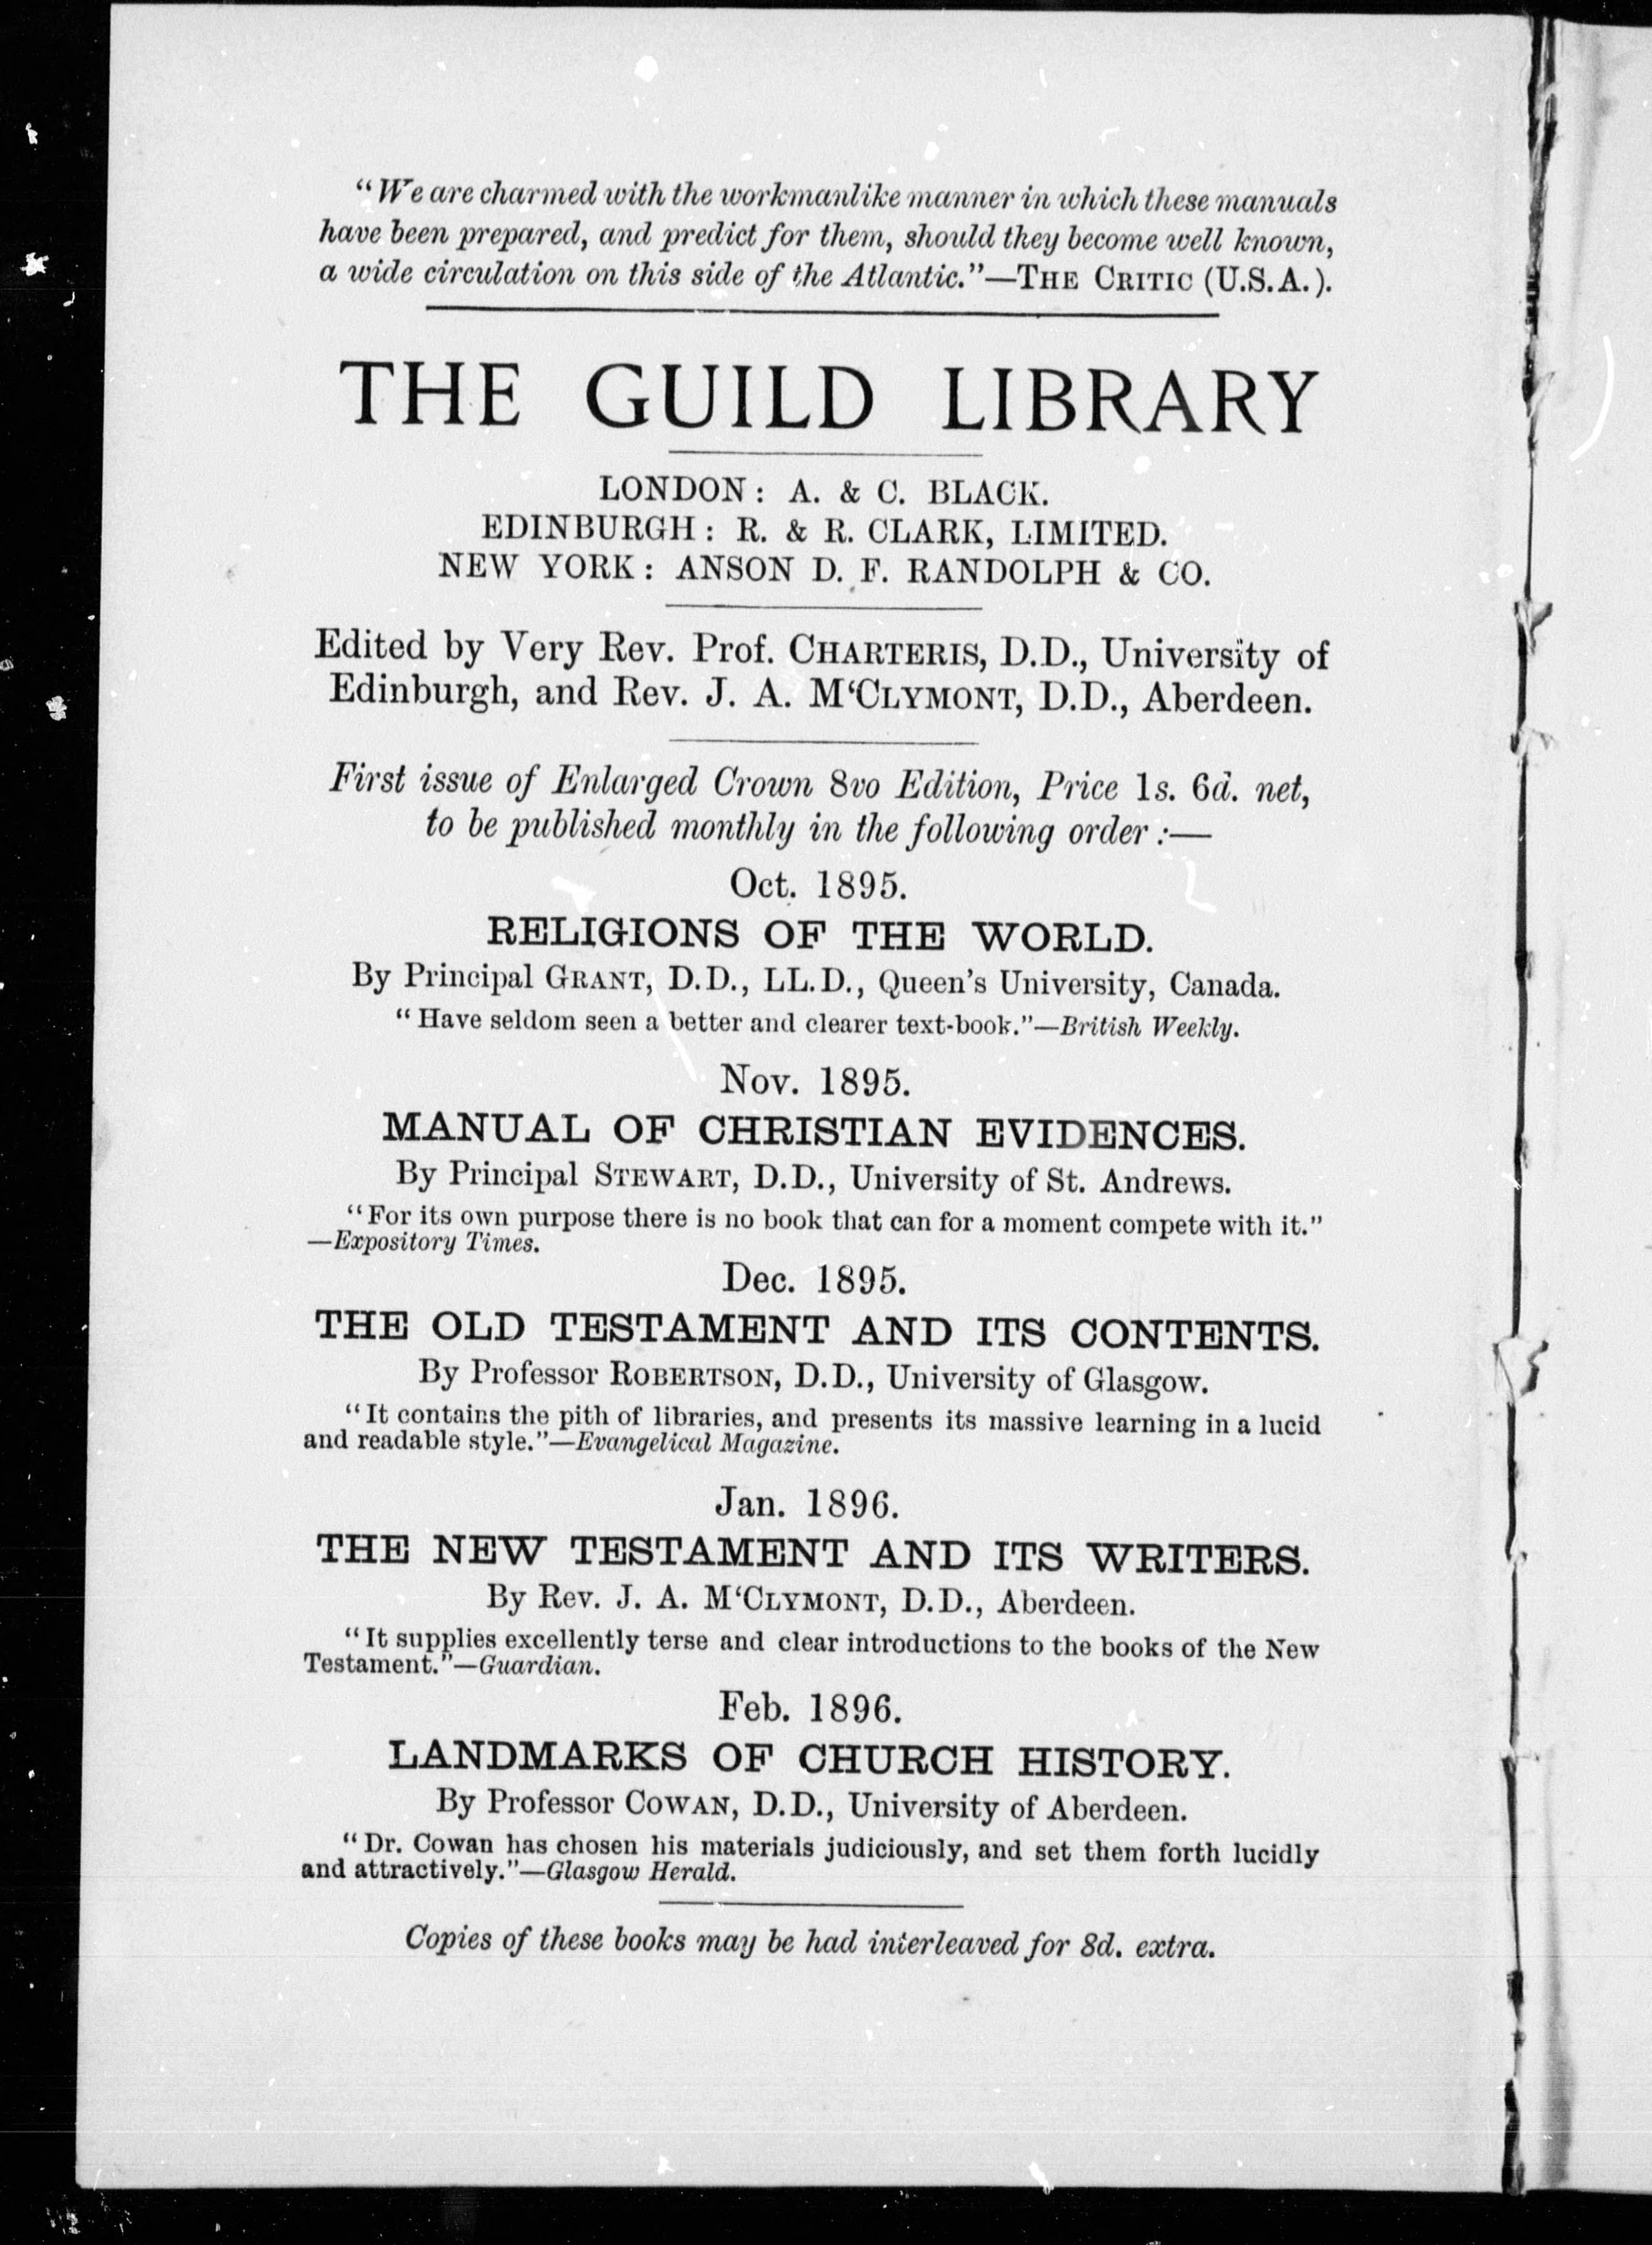 “We are charmed with the workmanlike manner in which these manuals
have been prepared, and predict for them, should they become well known,
a wide circulation on this side of the Atlantic.”—THE CRITIC (U.S.A.).
THE GUILD LIBRARY
LONDON: A. & C. BLACK.
EDINBURGH: R. & R. CLARK, LIMITED.
NEW YORK: ANSON D. F. RANDOLPH & CO.
Edited by Very Rev. Prof. CHARTERIS, D.D., University of
Edinburgh, and Rev. J. A. M‘CLYMONT, D.D., Aberdeen.
First issue of Enlarged Crown 8vo Edition, Price 1s. 6d. net,
to be published monthly in the following order:—
Oct. 1895.
RELIGIONS OF THE WORLD.
By Principal GRANT, D.D., LL.D., Queen’s University, Canada.
“Have seldom seen a better and clearer text-book.”—British Weekly.
Nov. 1895.
MANUAL OF CHRISTIAN EVIDENCES.
By Principal STEWART, D.D., University of St. Andrews.
“For its own purpose there is no book that can for a moment compete with it.”
—Expository Times.
Dec. 1895.
THE OLD TESTAMENT AND ITS CONTENTS.
By Professor ROBERTSON, D.D., University of Glasgow.
“It contains the pith of libraries, and presents its massive learning in a lucid
and readable style.”—Evangelical Magazine.
Jan. 1896.
THE NEW TESTAMENT AND ITS WRITERS.
By Rev. J. A. M‘CLYMONT, D.D., Aberdeen.
“It supplies excellently terse and clear introductions to the books of the New
Testament.”—Guardian.
Feb. 1896.
LANDMARKS OF CHURCH HISTORY.
By Professor COWAN, D.D., University of Aberdeen.
“Dr. Cowan has chosen his materials judiciously, and set them forth lucidly
and attractively.”—Glasgow Herald.
Copies of these books may be had interleaved for 8d. extra.